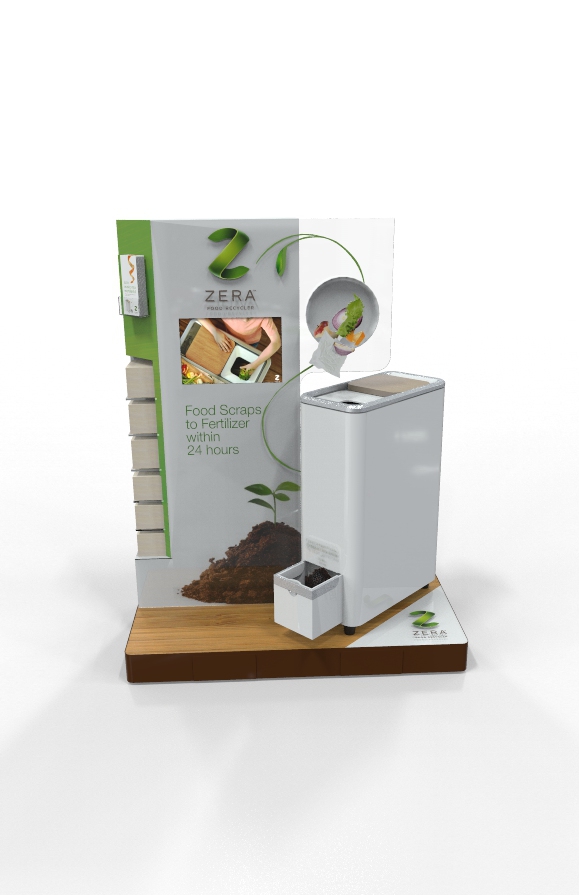 ZERA
FOOD RECYCLER
Food Scraps
to Fertilizer
within
24 hours
Z
ZERA